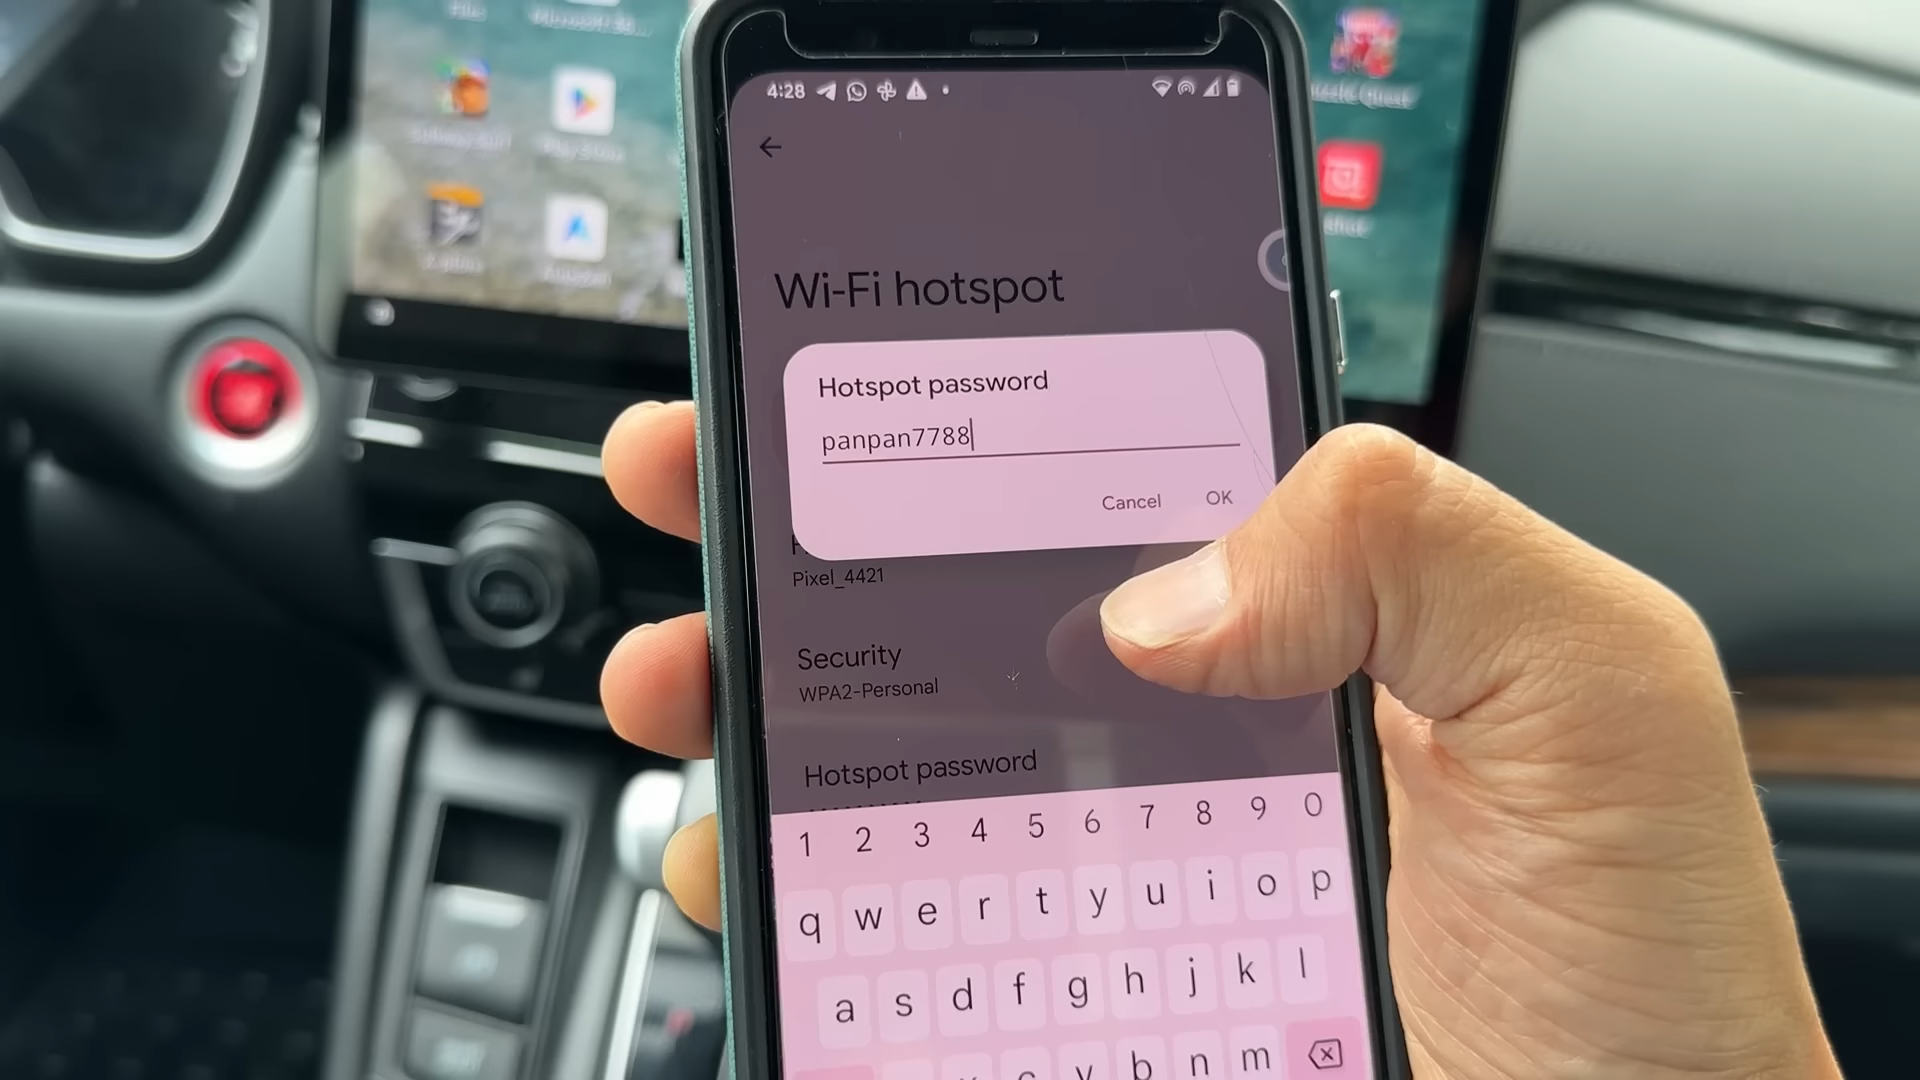 4:28
Wi-Fi hotspot
Hotspot password
panpan7788
Cancel OK
Pixel_4421
Security
WPA2-Personal
Hotspot password
1 2 3 4 5 6 7 8 9 0
q w e r t y u i o p
a s d f g h j k l
c v b n m